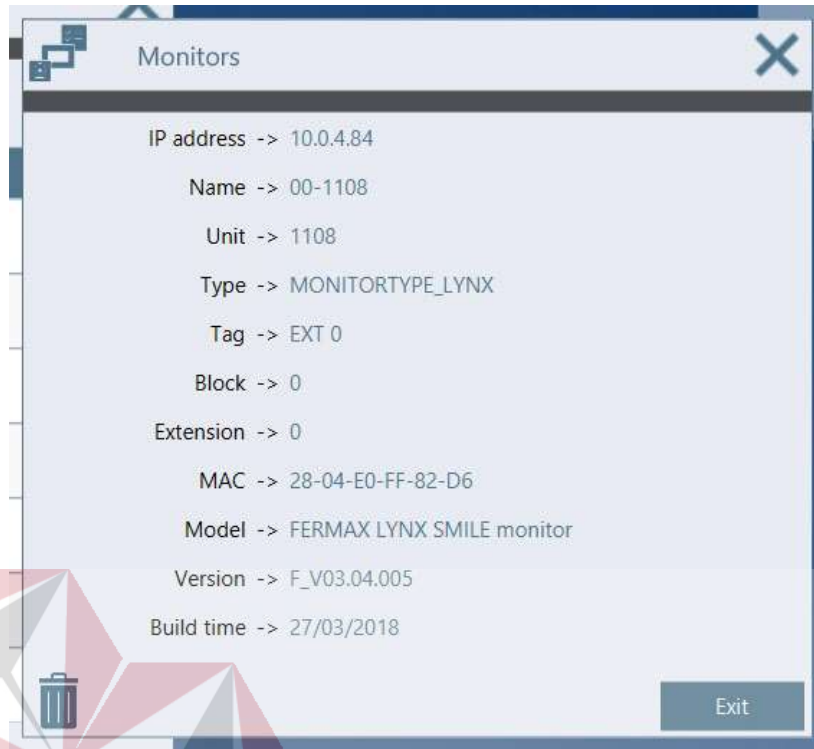 Monitors
IP address -> 10.0.4.84
Name -> 00-1108
Unit -> 1108
Type -> MONITORTYPE_LYNX
Tag -> EXT 0
Block -> 0
Extension -> 0
MAC -> 28-04-E0-FF-82-D6
Model -> FERMAX LYNX SMILE monitor
Version -> F_V03.04.005
Build time -> 27/03/2018
Exit